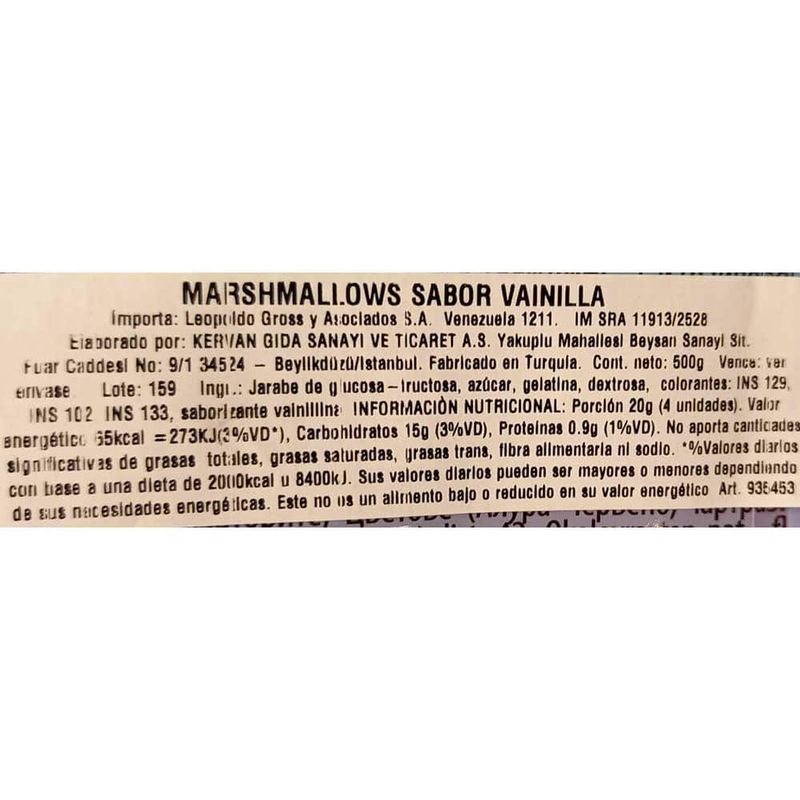 MARSHMALLOWS SABOR VAINILLA
Importa: Leopoldo Gross y Asociados S.A. Venezuela 1211. IM SRA 11913/2528
Elaborado por: KERVAN GIDA SANAYI VE TICARET A.S. Yakuplu Mahallesi Beysan Sanayi Sit.
Fuar Caddesi No: 9/1 34524 – Beylikdüzü/Istanbul. Fabricado en Turquía. Cont. neto: 500g Vence: ver
envase Lote: 159 Ingr.: Jarabe de glucosa–fructosa, azúcar, gelatina, dextrosa, colorantes: INS 129,
INS 102 INS 133, saborizante vainillina INFORMACIÒN NUTRICIONAL: Porción 20g (4 unidades). Valor
energético 65kcal =273KJ(3%VD*), Carbohidratos 15g (3%VD), Proteínas 0.9g (1%VD). No aporta cantidades
significativas de grasas totales, grasas saturadas, grasas trans, fibra alimentaria ni sodio. *%Valores diarios
con base a una dieta de 2000kcal u 8400kJ. Sus valores diarios pueden ser mayores o menores dependiendo
de sus necesidades energéticas. Este no es un alimento bajo o reducido en su valor energético Art. 936453